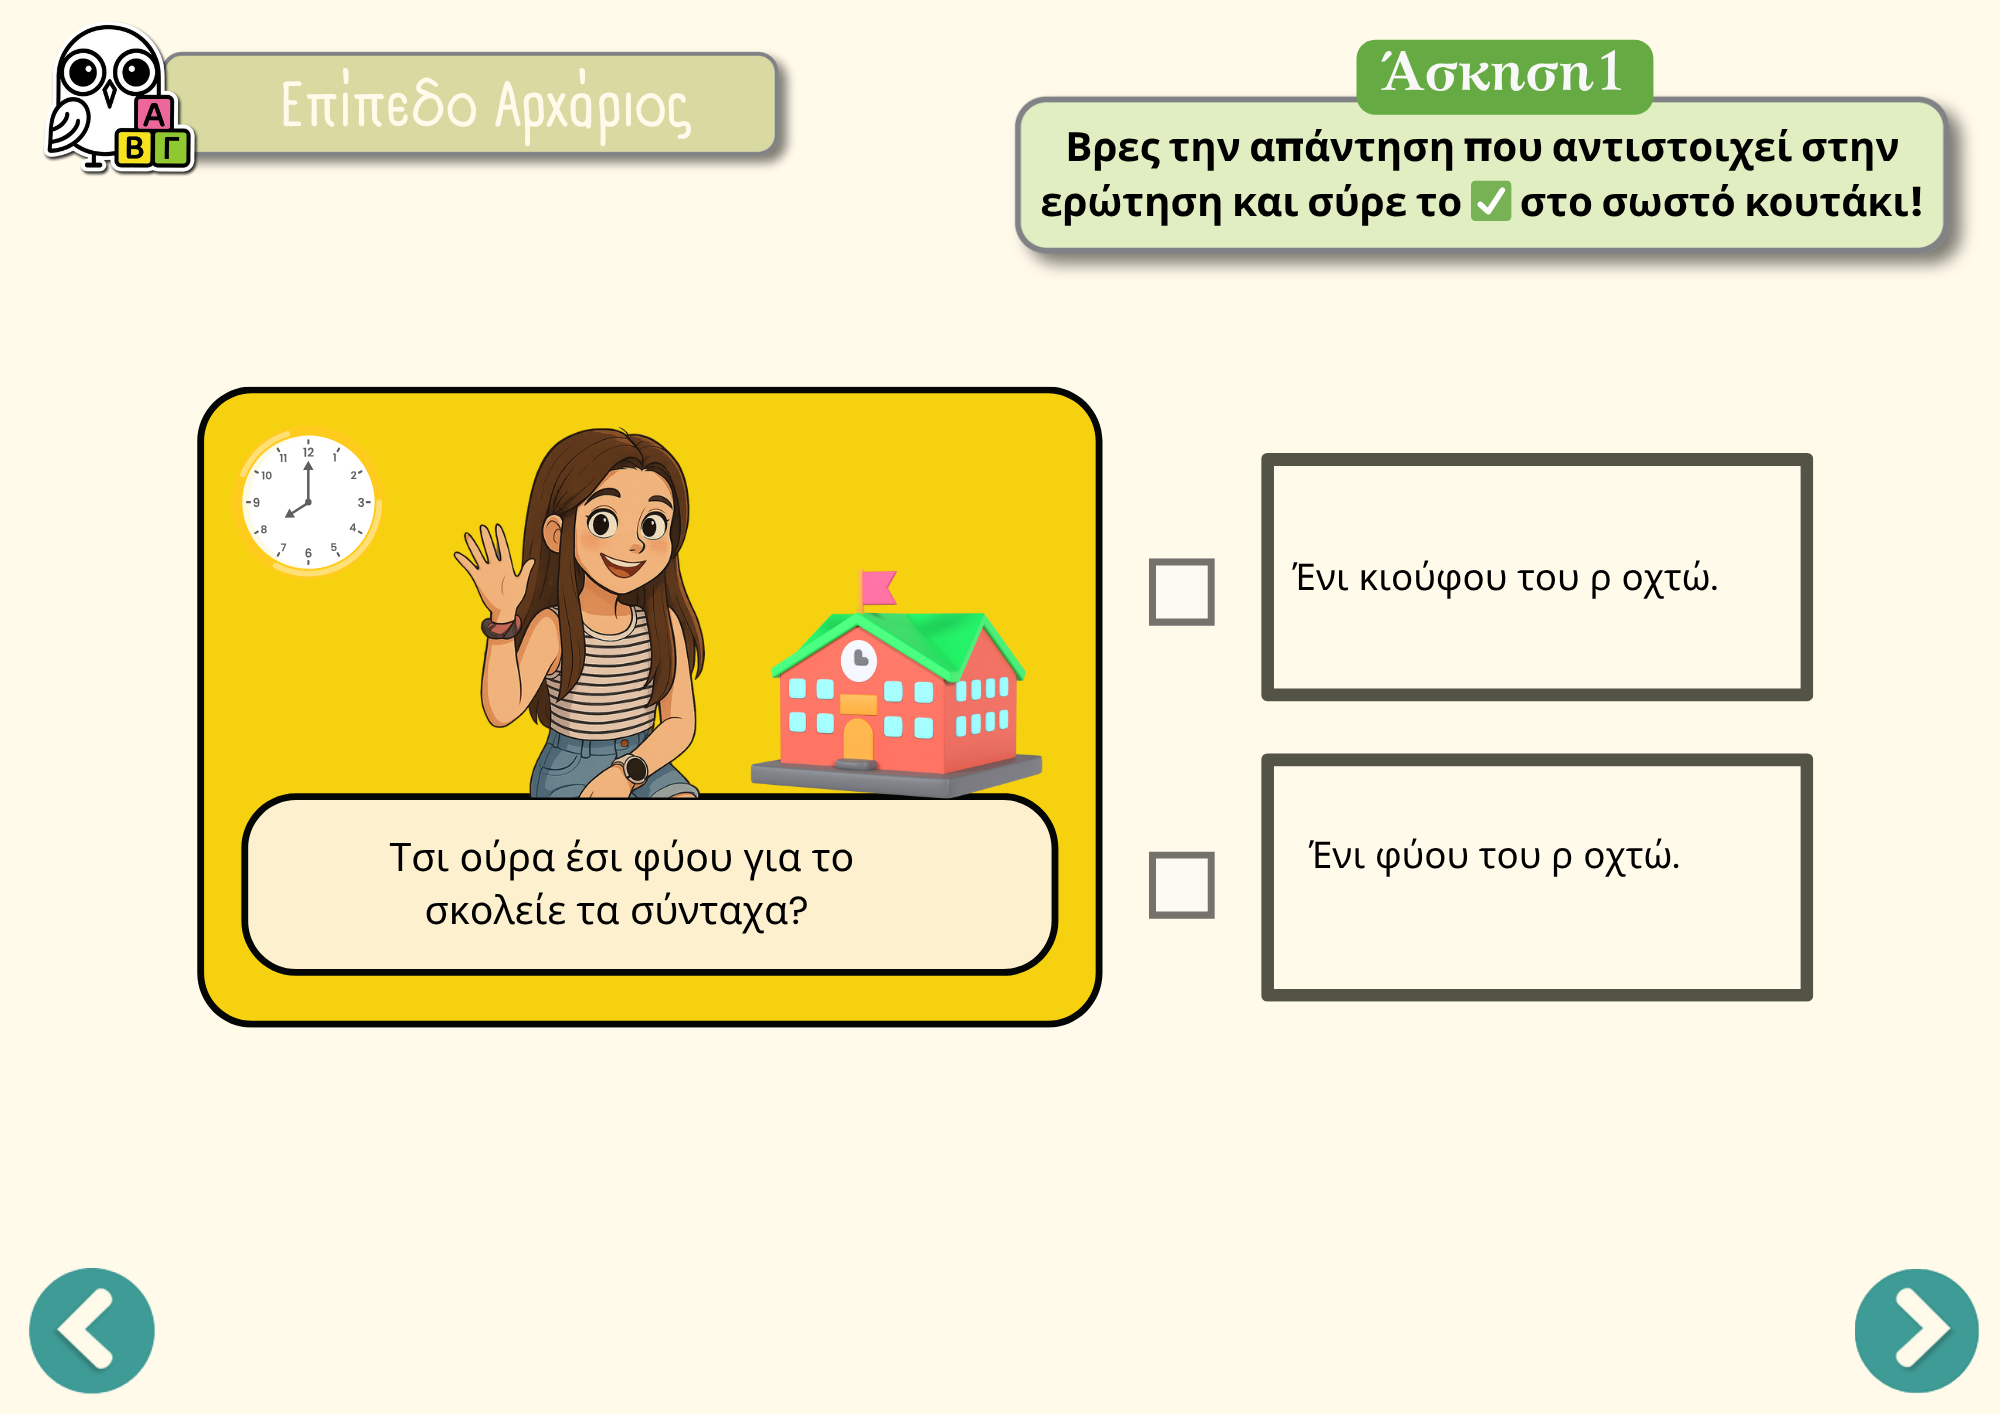 Α
Β Γ
Επίπεδο Αρχάριος
Άσκηση1
Βρες την απάντηση που αντιστοιχεί στην
ερώτηση και σύρε το ✅ στο σωστό κουτάκι!
12
11 1
10 2
9 3
8 4
7 5
6
Τσι ούρα έσι φύου για το
σκολείε τα σύνταχα?
Ένι κιούφου του ρ οχτώ.
Ένι φύου του ρ οχτώ.